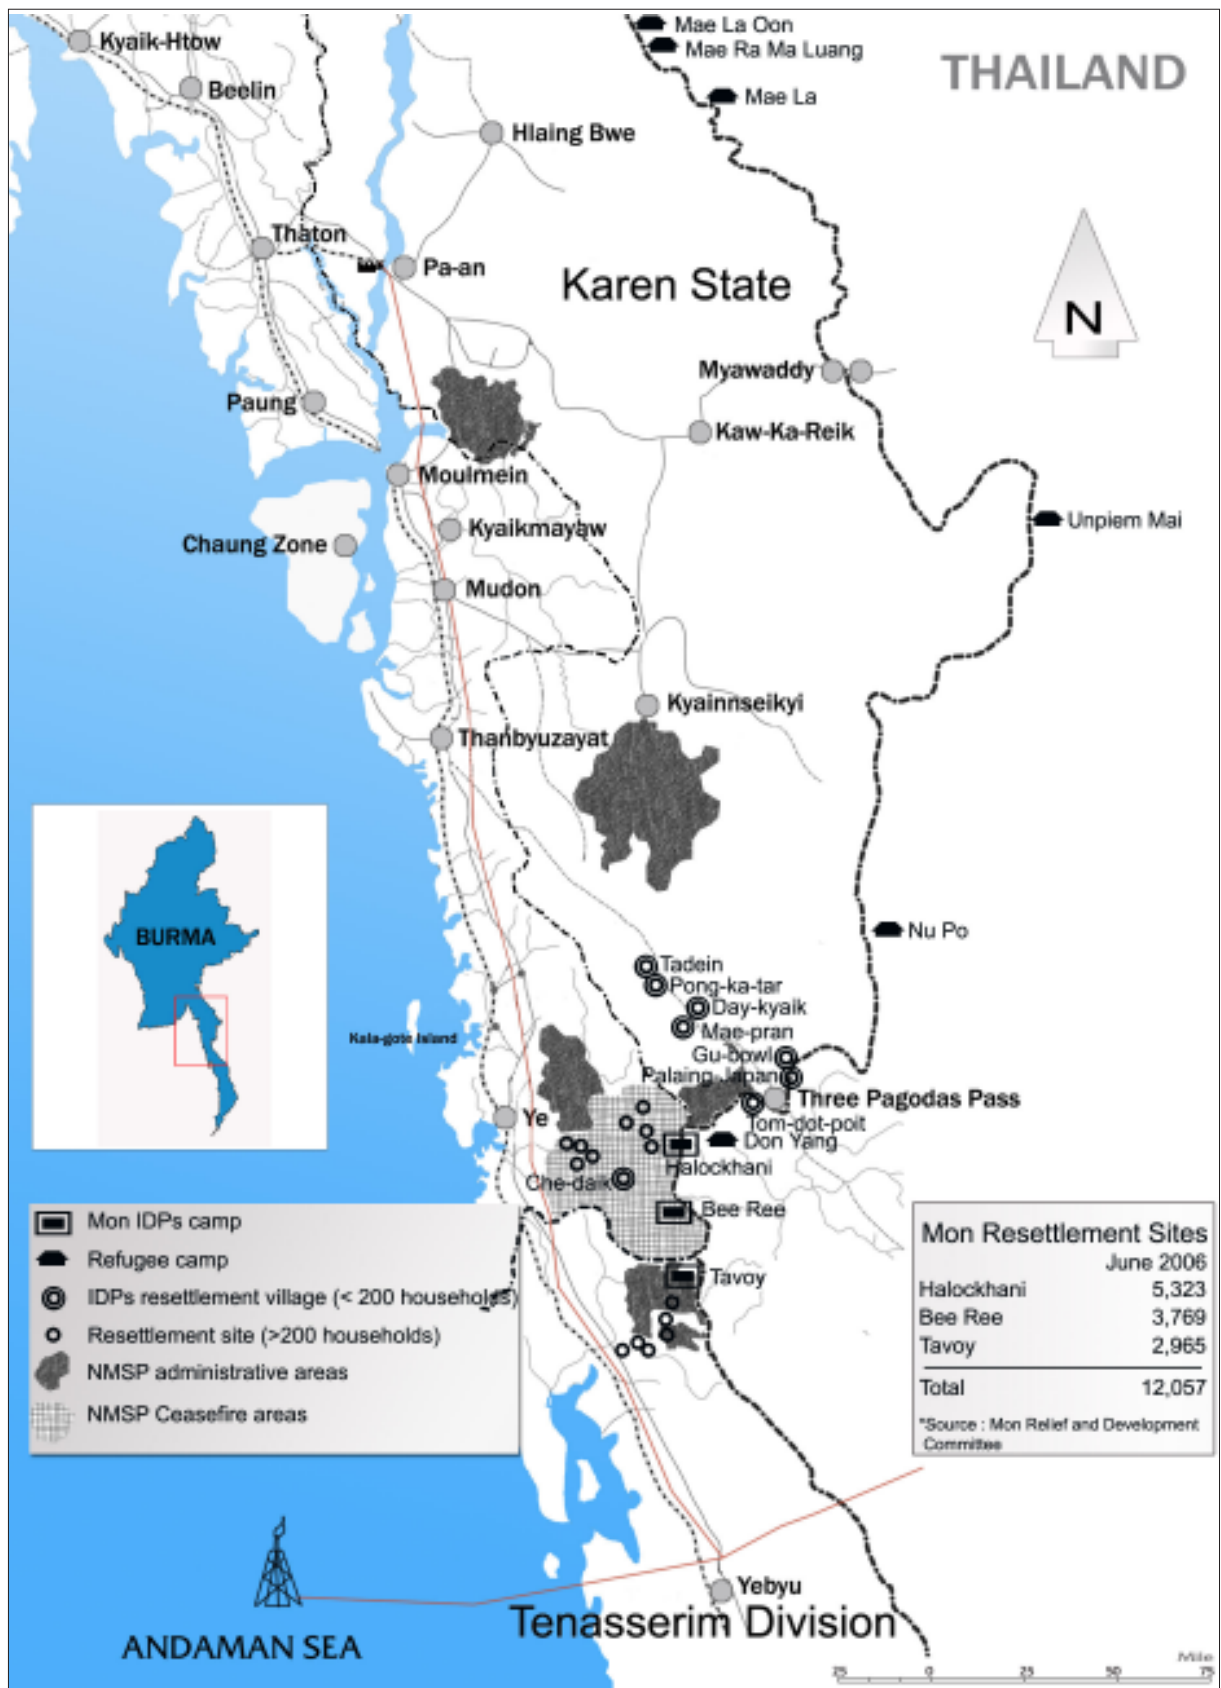 Mae La Oon
Kyaik-Htow
Mae Ra Ma Luang
THAILAND
Beelin
Mae La
Hlaing Bwe
Thaton
Pa-an
Karen State
N
Myawaddy
Paung
Kaw-Ka-Reik
Moulmein
Unpiem Mai
Kyaikmayaw
Chaung Zone
Mudon
Kyainnseikyi
Thanbyuzayat
BURMA
Nu Po
Tadein
Pong-ka-tar
Day-kyaik
Mae-pran
Kala-gote Island
Gu-bowl
Palaing-Japan
Three Pagodas Pass
Ye
Tom-dot-poit
Don Yang
Halockhani
Che-daik
Bee Ree
Tavoy
Mon IDPs camp
Refugee camp
IDPs resettlement village (< 200 households)
Resettlement site (>200 households)
NMSP administrative areas
NMSP Ceasefire areas
Mon Resettlement Sites
June 2006
Halockhani 5,323
Bee Ree 3,769
Tavoy 2,965
Total 12,057
*Source : Mon Relief and Development
Committee
Yebyu
Tenasserim Division
ANDAMAN SEA
Mile
25 0 25 50 75